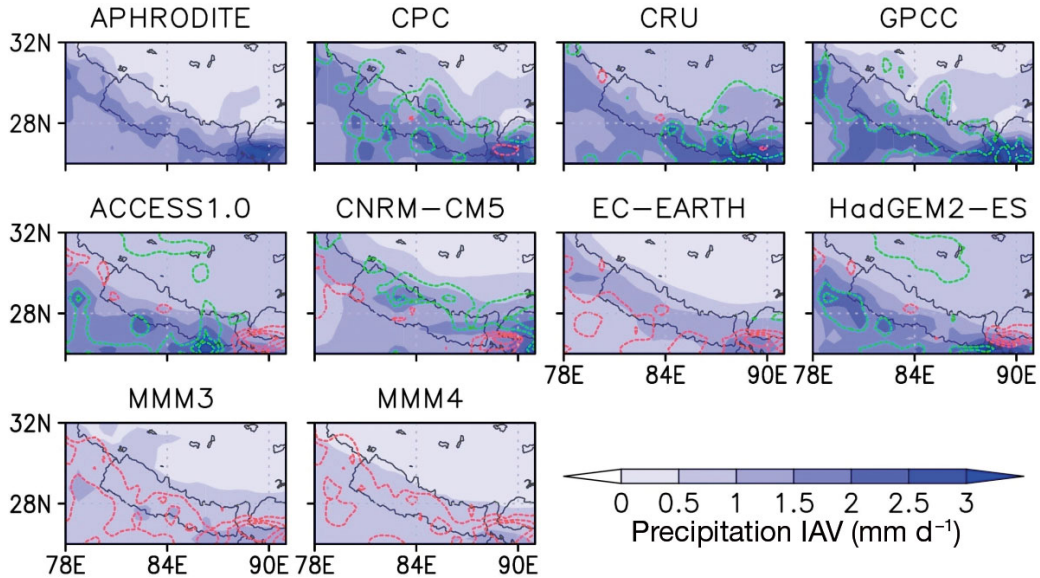 APHRODITE CPC CRU GPCC
32N
28N
ACCESS1.0 CNRM-CM5 EC-EARTH HadGEM2-ES
32N
28N
78E 84E 90E 78E 84E 90E
MMM3 MMM4
32N
28N
78E 84E 90E 78E 84E 90E
0 0.5 1 1.5 2 2.5 3
Precipitation IAV (mm d⁻¹)